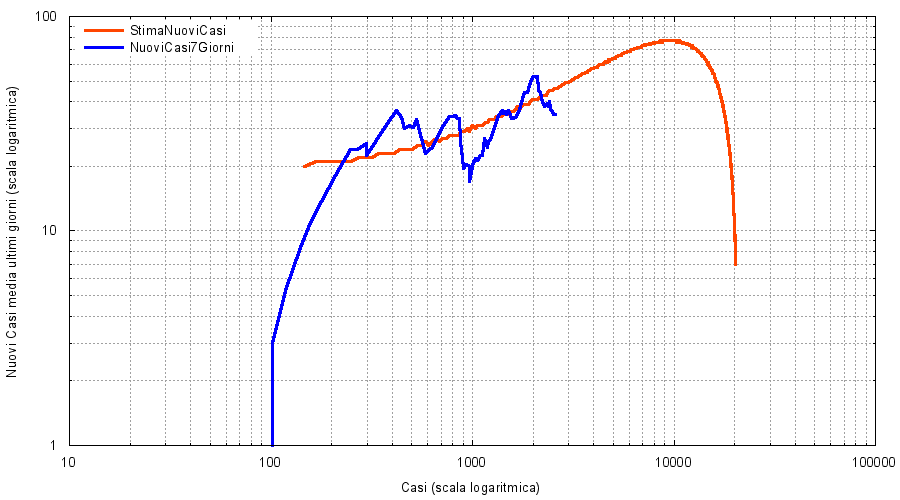 100
StimaNuoviCasi
NuoviCasi7Giorni
Nuovi Casi media ultimi giorni (scala logaritmica)
10
1
10
100
1000
10000
100000
Casi (scala logaritmica)